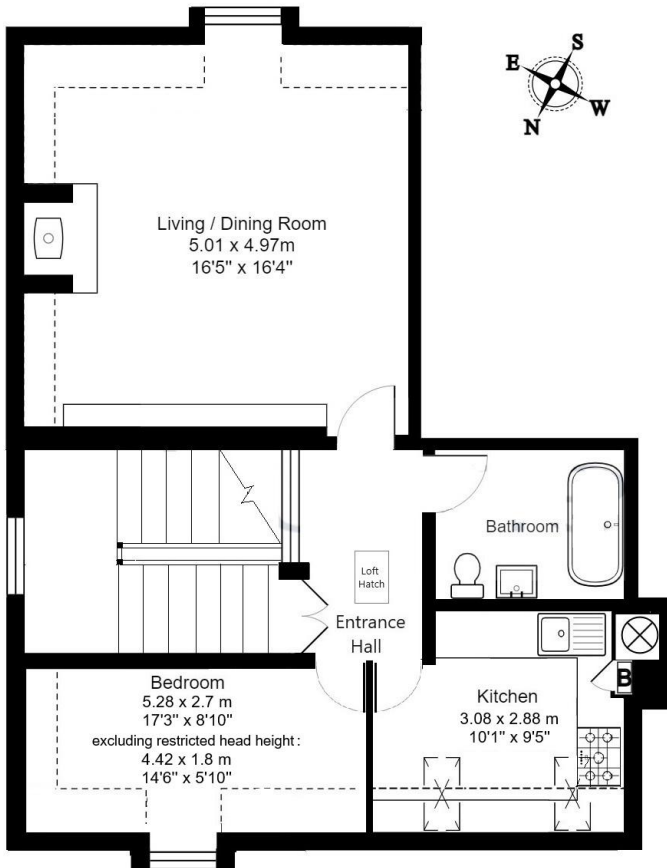 S
E
W
N
Living / Dining Room
5.01 x 4.97m
16'5" x 16'4"
Bathroom
Loft
Hatch
Entrance
Hall
Bedroom
5.28 x 2.7 m
17'3" x 8'10"
excluding restricted head height :
4.42 x 1.8 m
14'6" x 5'10"
Kitchen
3.08 x 2.88 m
10'1" x 9'5"
B